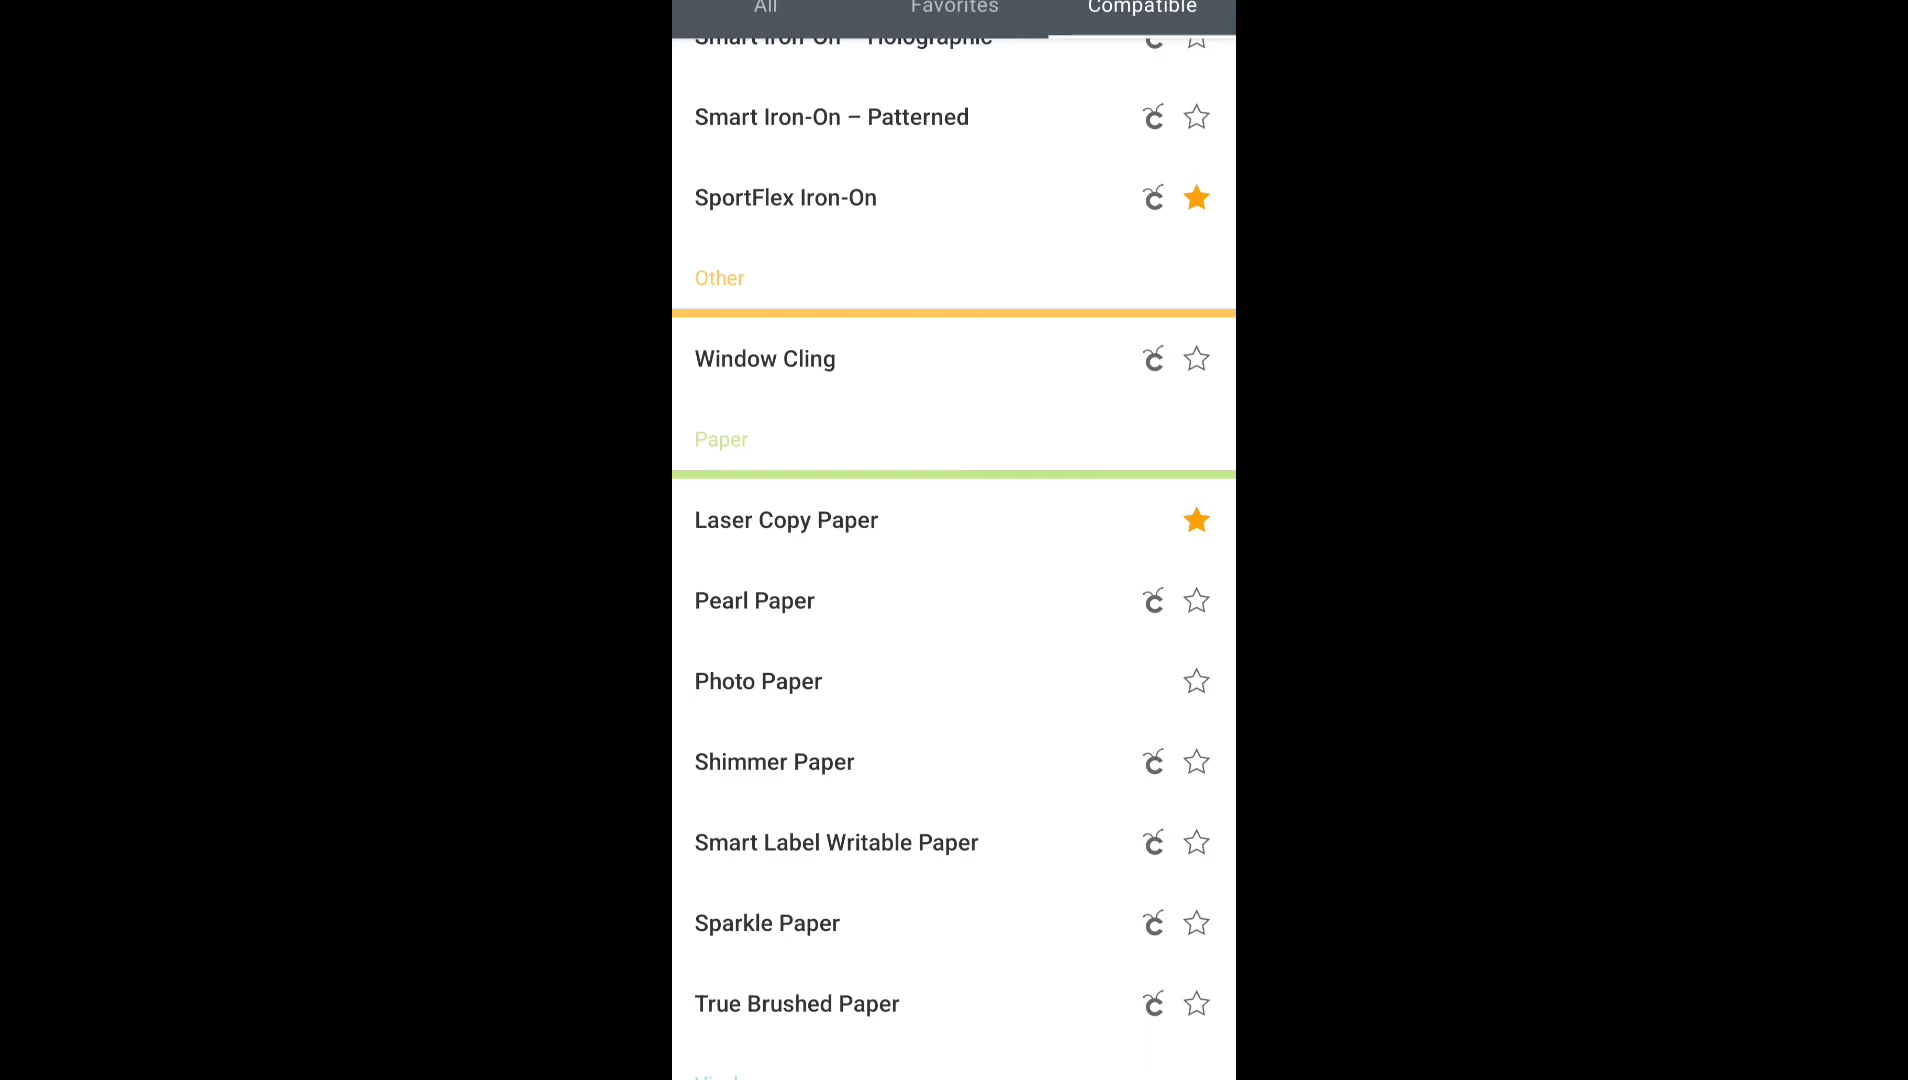 All Favorites Compatible
Smart Iron-On – Holographic
Smart Iron-On – Patterned
SportFlex Iron-On
Other
Window Cling
Paper
Laser Copy Paper
Pearl Paper
Photo Paper
Shimmer Paper
Smart Label Writable Paper
Sparkle Paper
True Brushed Paper